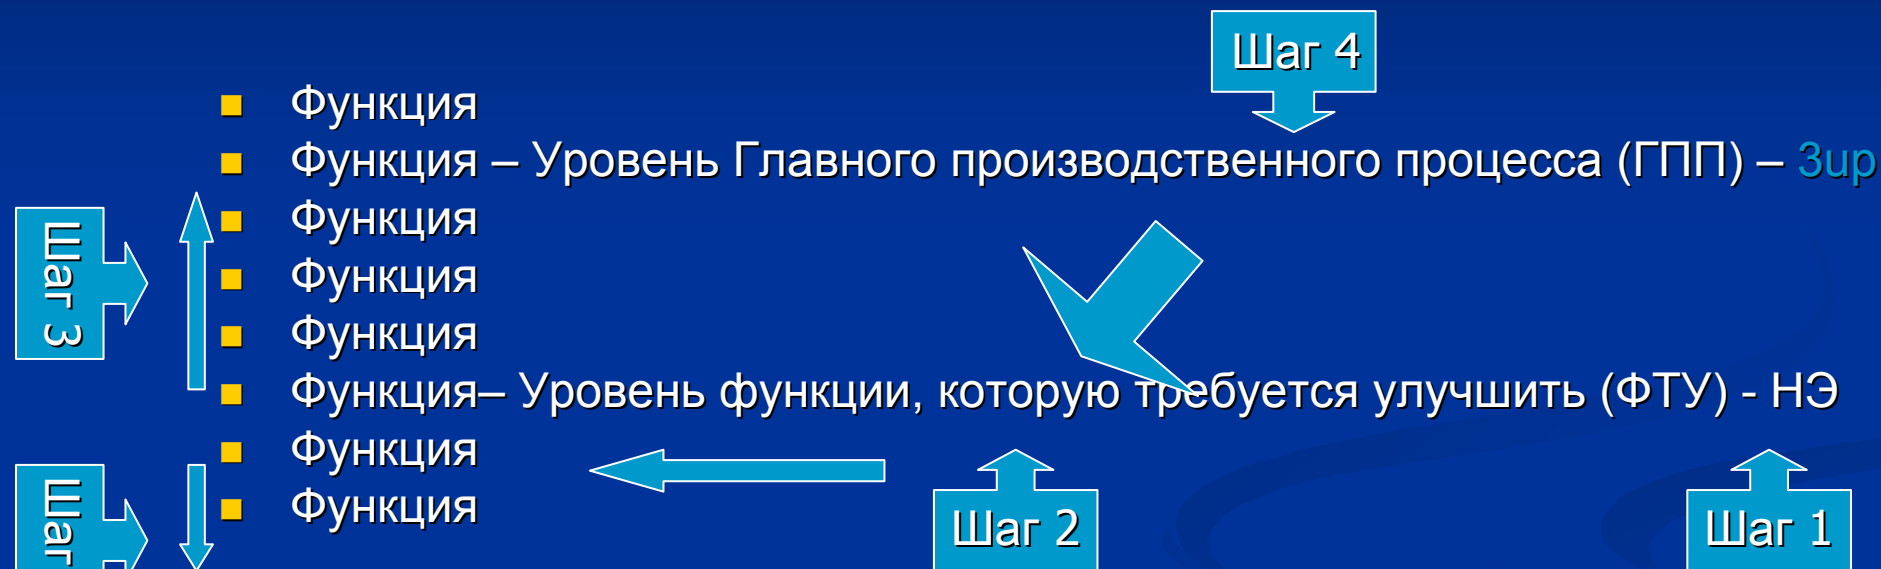 Шаг 4
Функция
Функция – Уровень Главного производственного процесса (ГПП) – 3up
Функция
Шаг 3
Функция
Функция
Функция– Уровень функции, которую требуется улучшить (ФТУ) - НЭ
Функция
Функция
Шаг
Шаг 2
Шаг 1